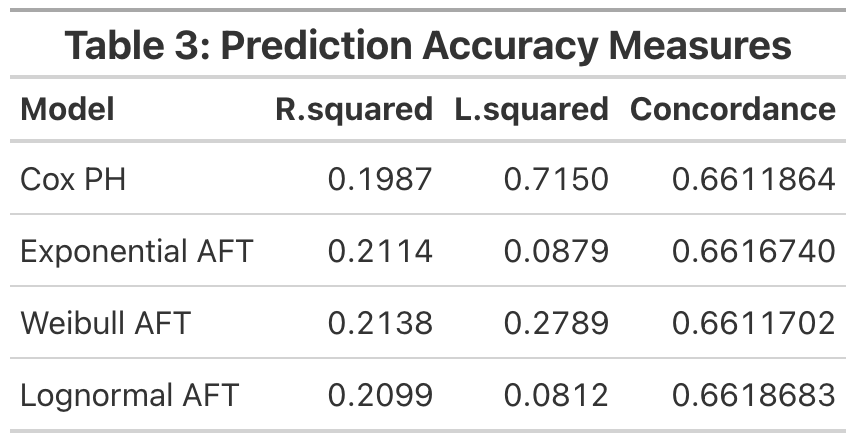 Table 3: Prediction Accuracy Measures
Model R.squared L.squared Concordance
Cox PH 0.1987 0.7150 0.6611864
Exponential AFT 0.2114 0.0879 0.6616740
Weibull AFT 0.2138 0.2789 0.6611702
Lognormal AFT 0.2099 0.0812 0.6618683